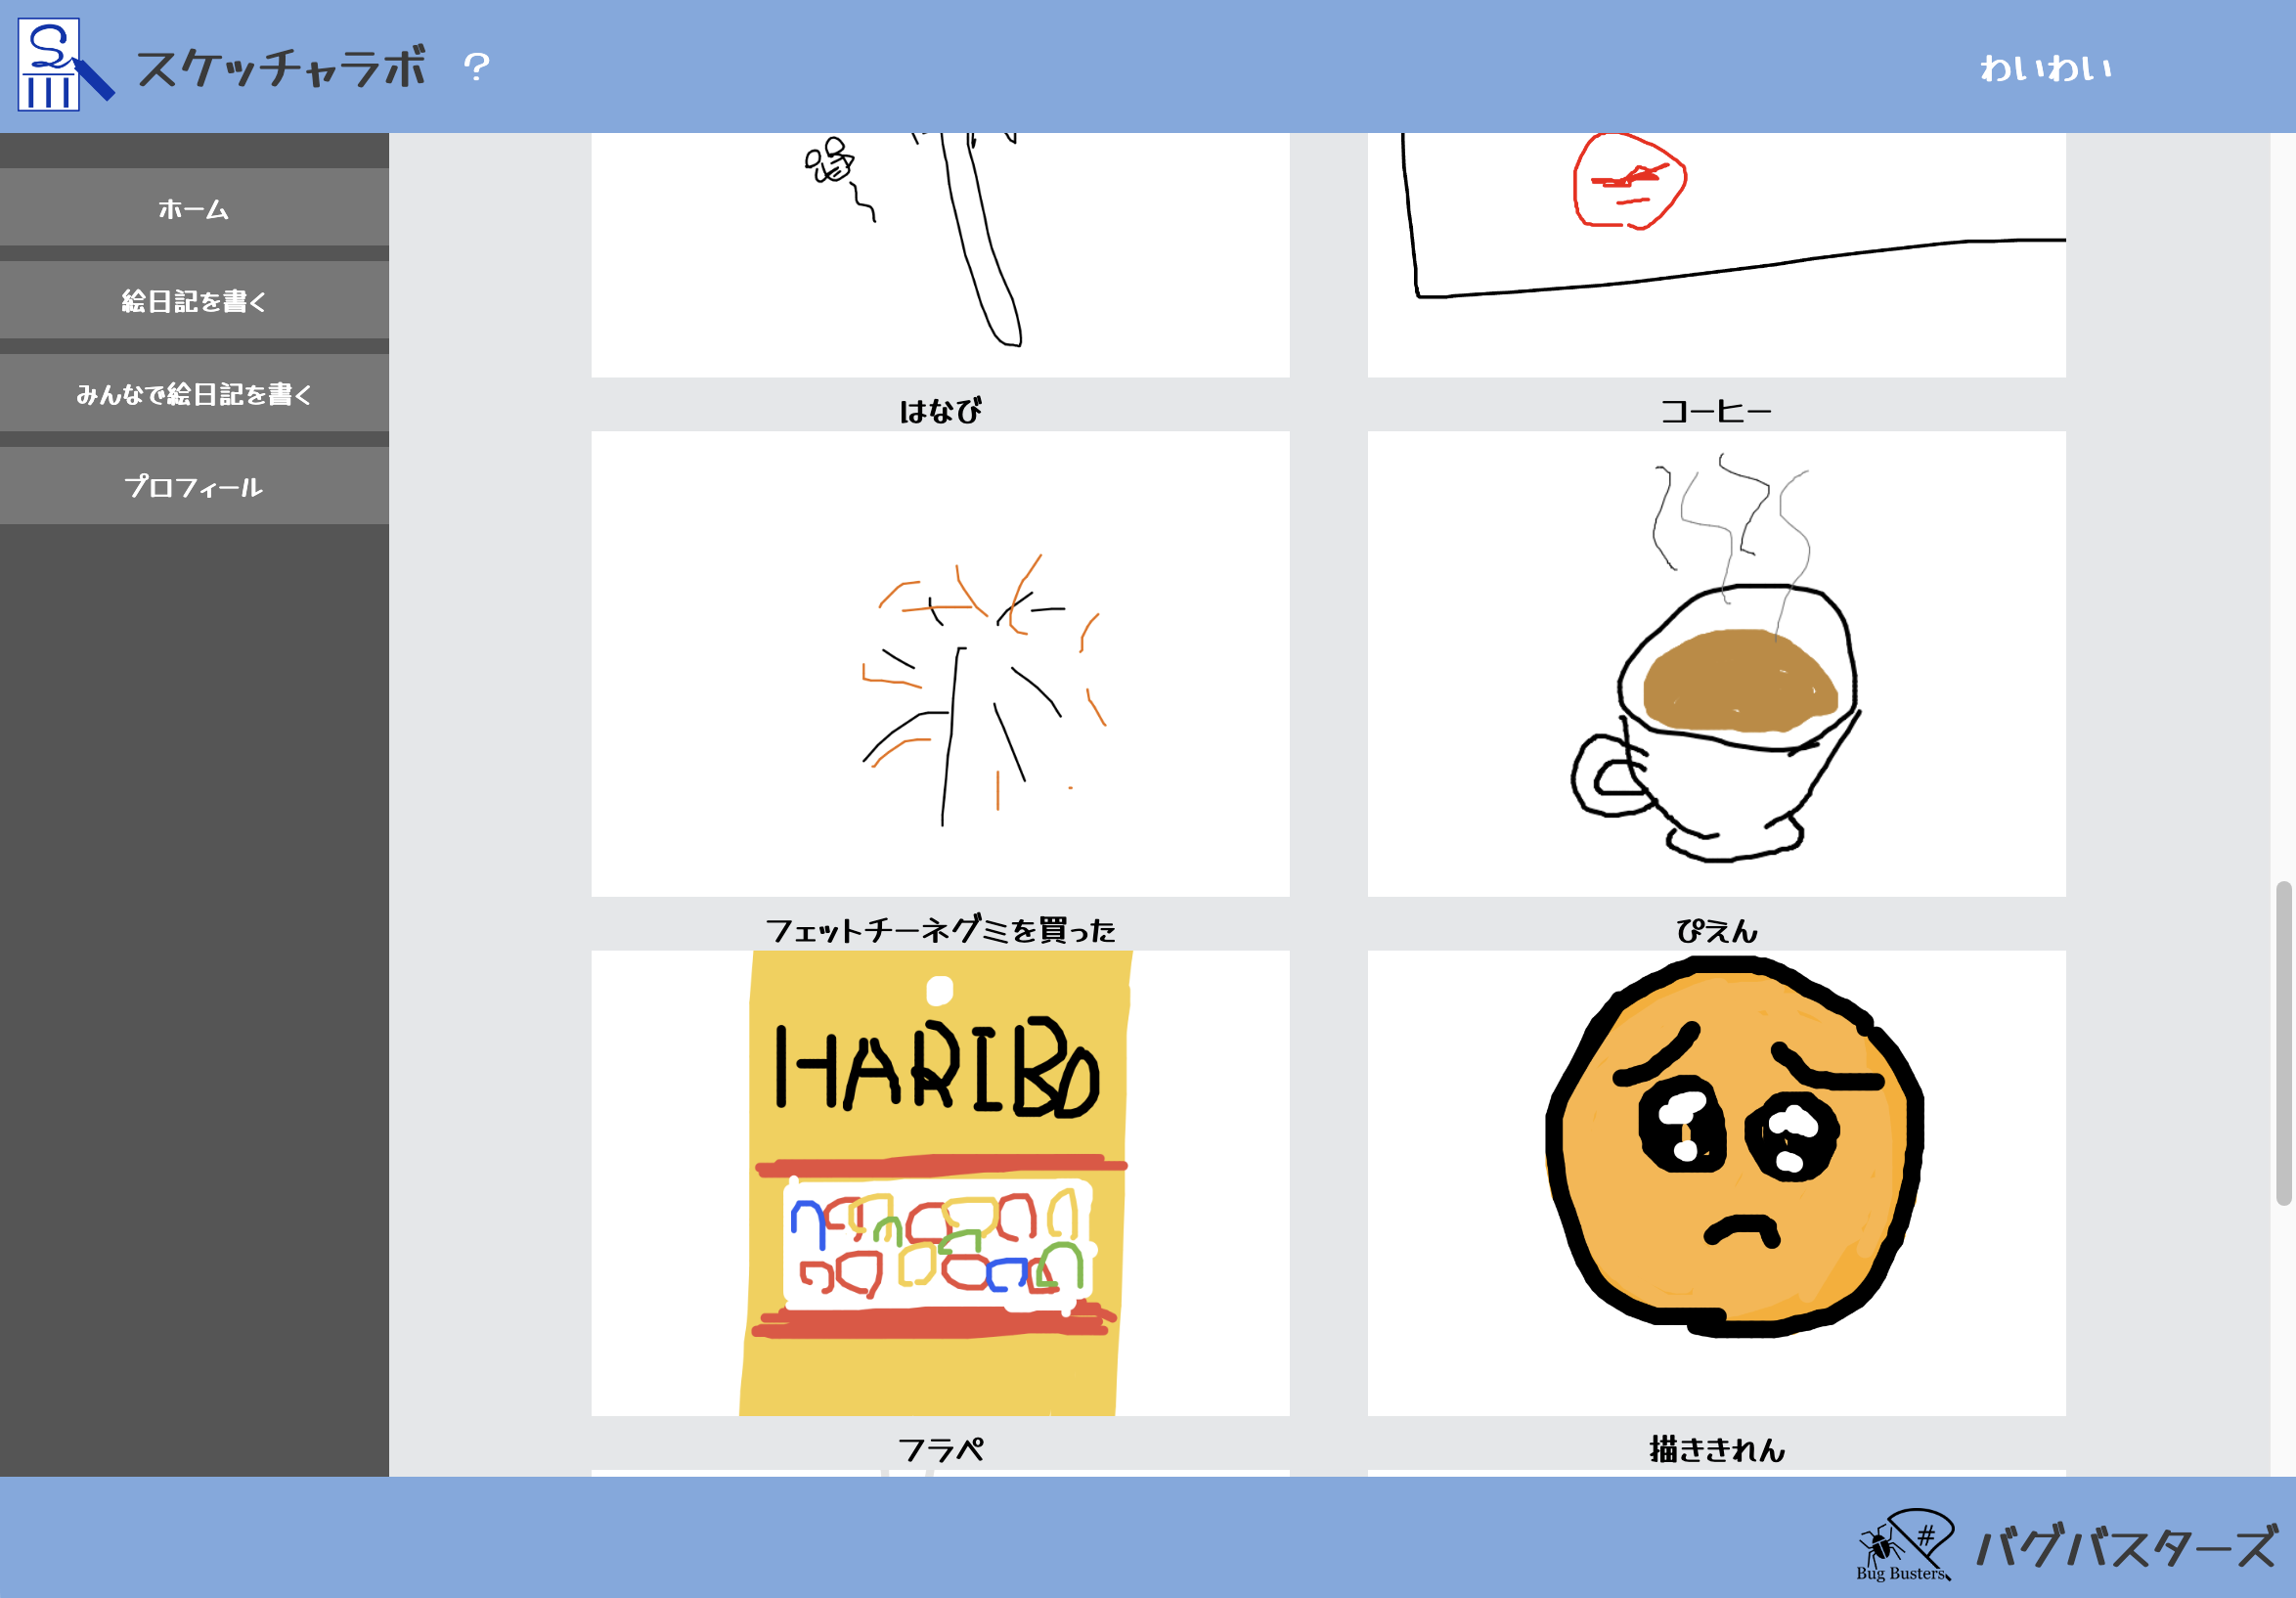 スケッチャラボ ?
わいわい
ホーム
絵日記を書く
みんなで絵日記を書く
プロフィール
はなび
コーヒー
フェットチーネグミを買った
ぴえん
HARIBO
フラペ
描ききれん
#
Bug Busters
バグバスターズ